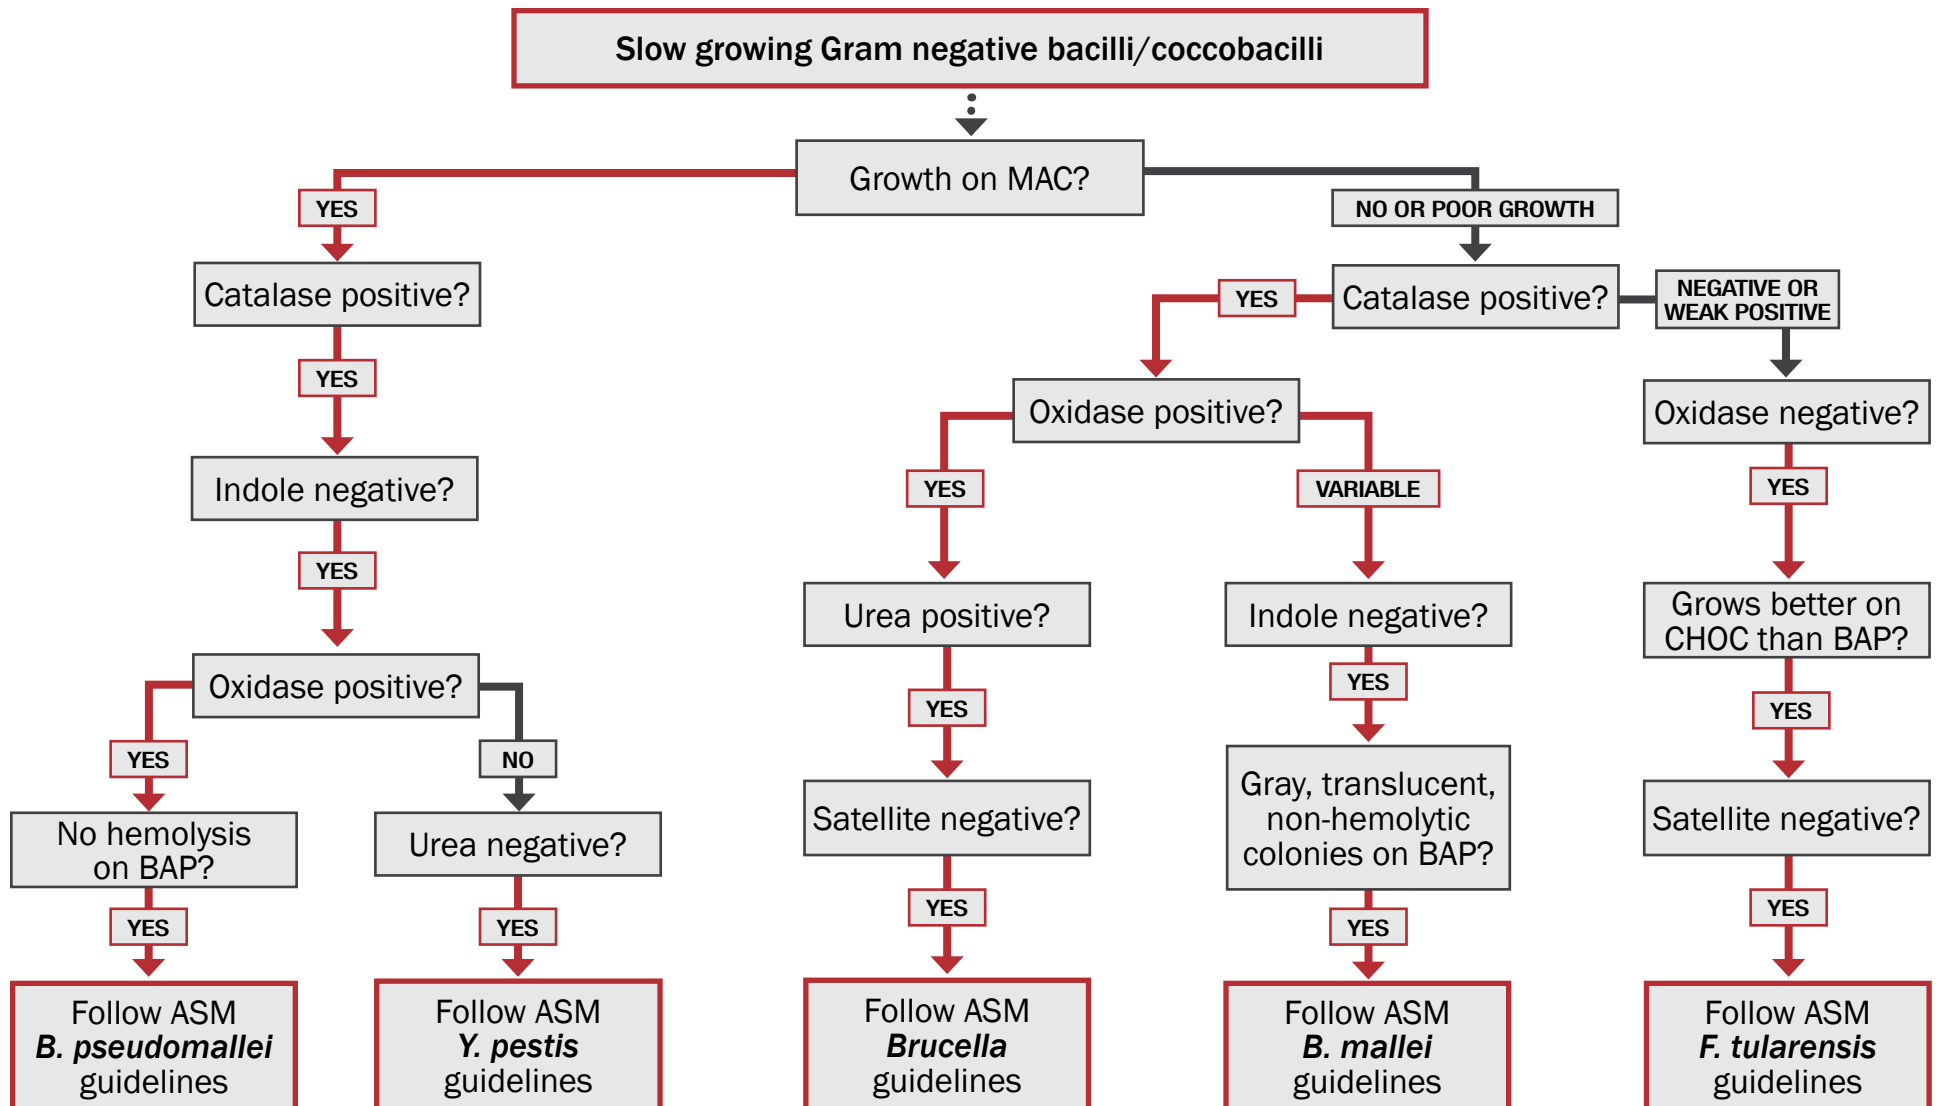 Slow growing Gram negative bacilli/coccobacilli
Growth on MAC?
YES
NO OR POOR GROWTH
Catalase positive?
YES
Catalase positive?
NEGATIVE OR
WEAK POSITIVE
YES
Oxidase positive?
Oxidase negative?
Indole negative?
YES
VARIABLE
YES
YES
Urea positive?
Indole negative?
Grows better on
CHOC than BAP?
Oxidase positive?
YES
YES
YES
YES
NO
No hemolysis
on BAP?
Urea negative?
Satellite negative?
Gray, translucent,
non-hemolytic
colonies on BAP?
Satellite negative?
YES
YES
YES
YES
YES
Follow ASM
B. pseudomallei
guidelines
Follow ASM
Y. pestis
guidelines
Follow ASM
Brucella
guidelines
Follow ASM
B. mallei
guidelines
Follow ASM
F. tularensis
guidelines